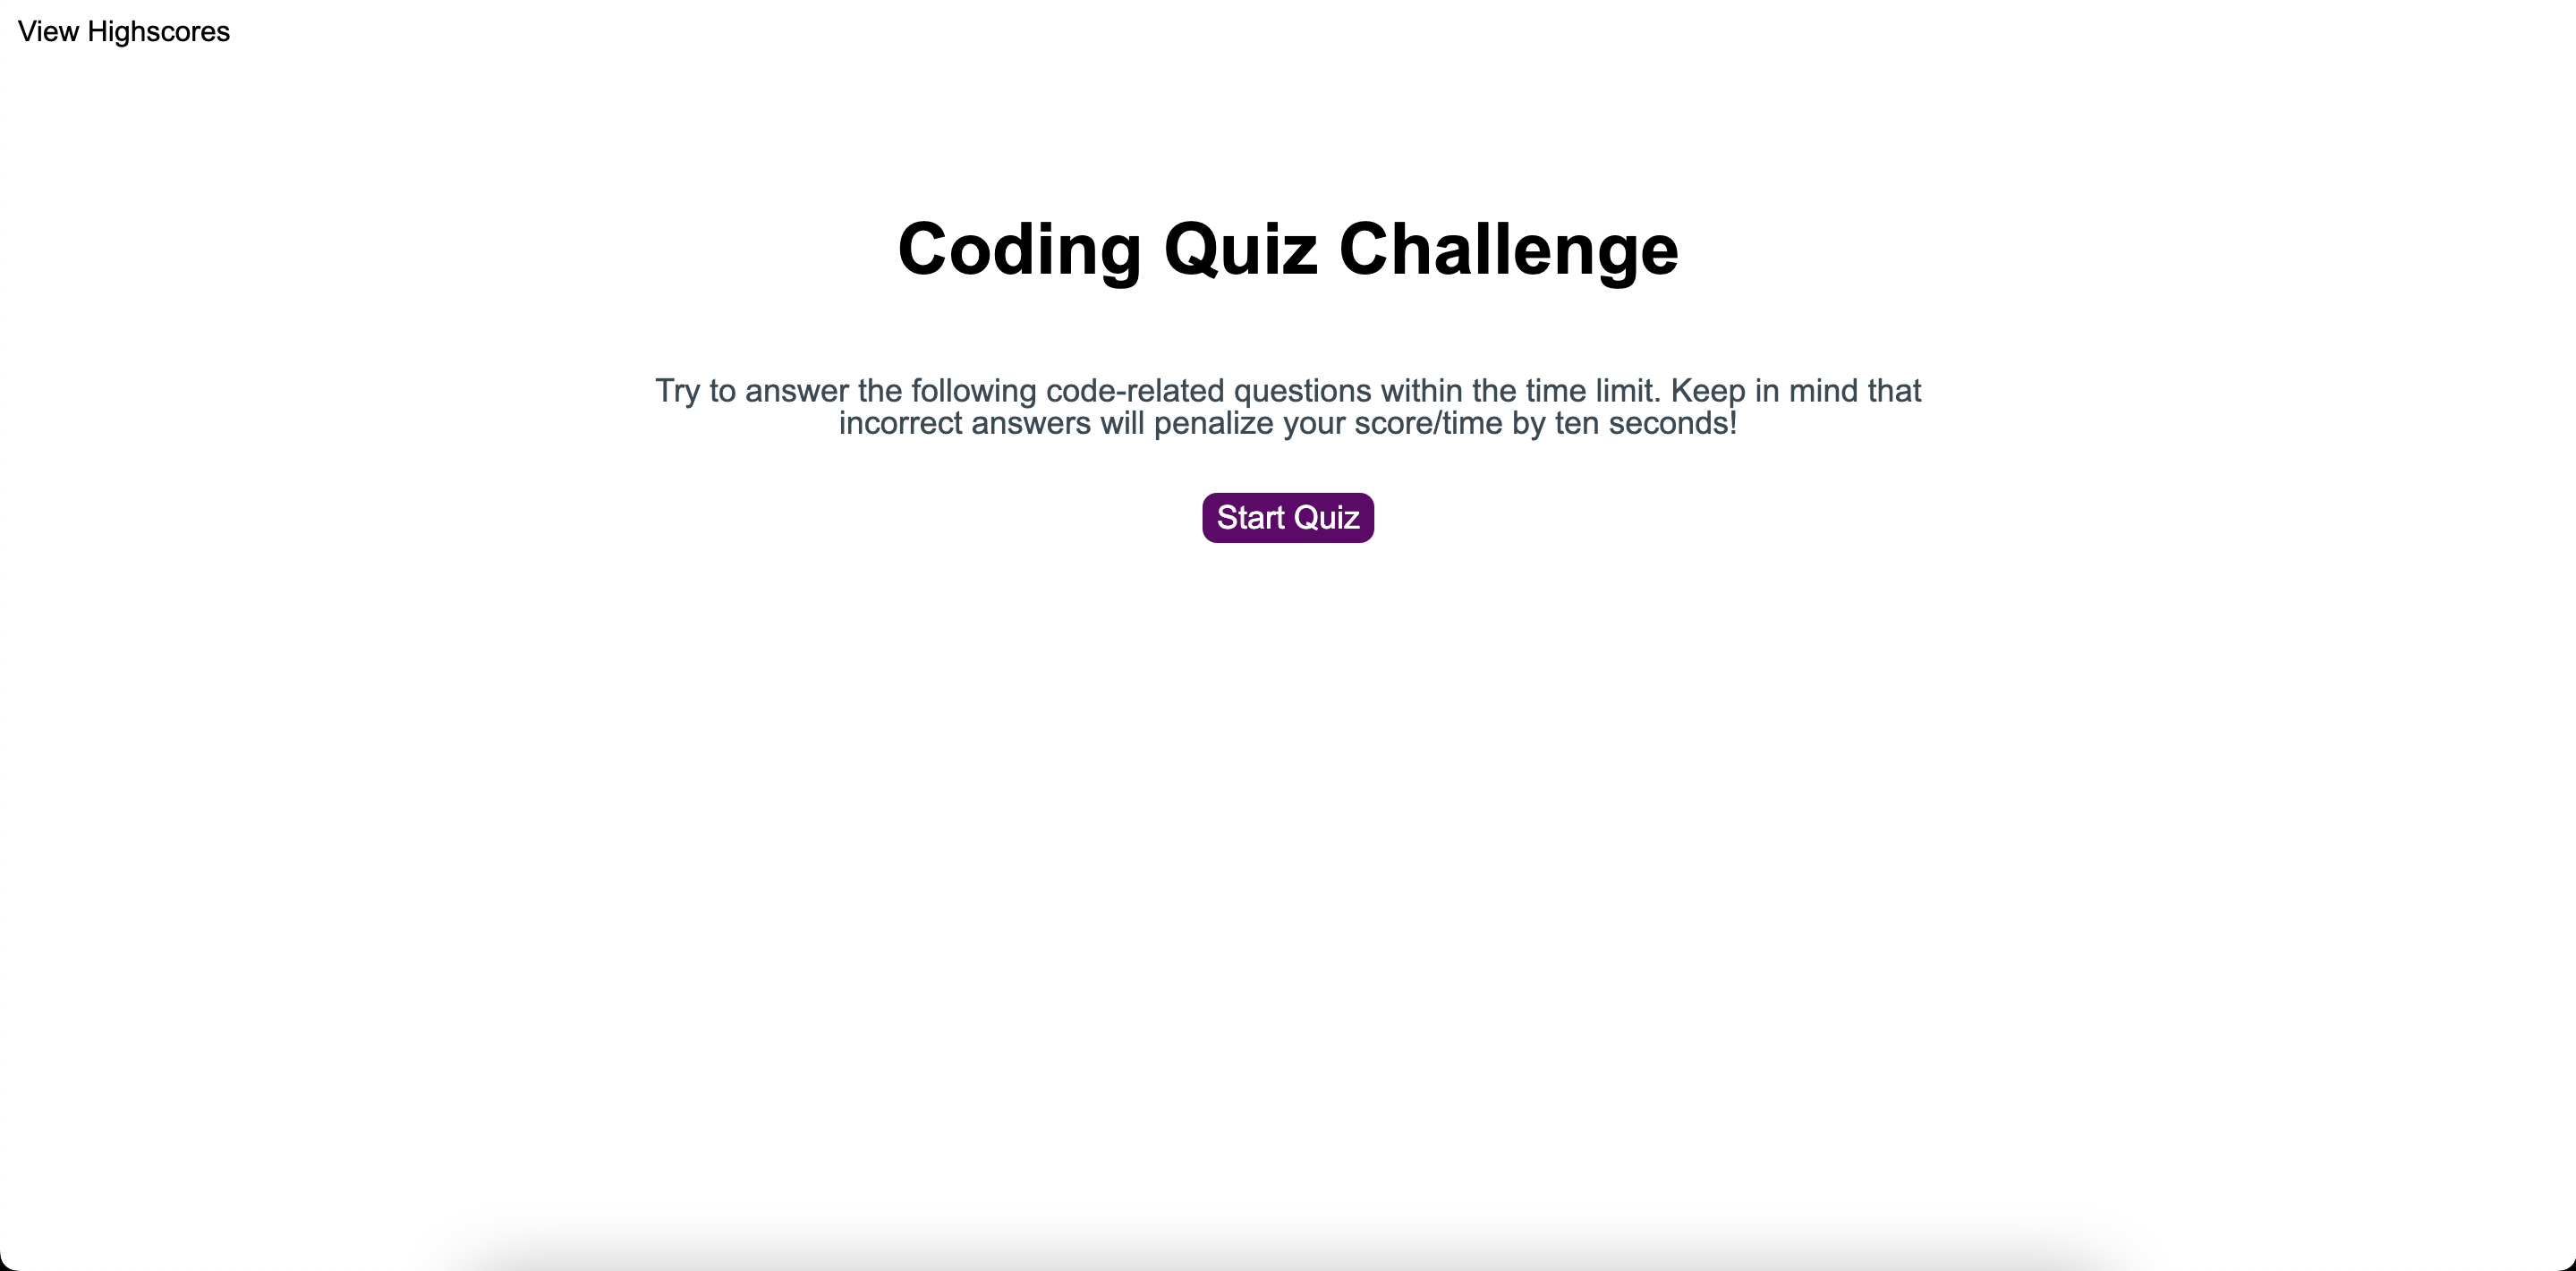 View Highscores
Coding Quiz Challenge
Try to answer the following code-related questions within the time limit. Keep in mind that
incorrect answers will penalize your score/time by ten seconds!
Start Quiz